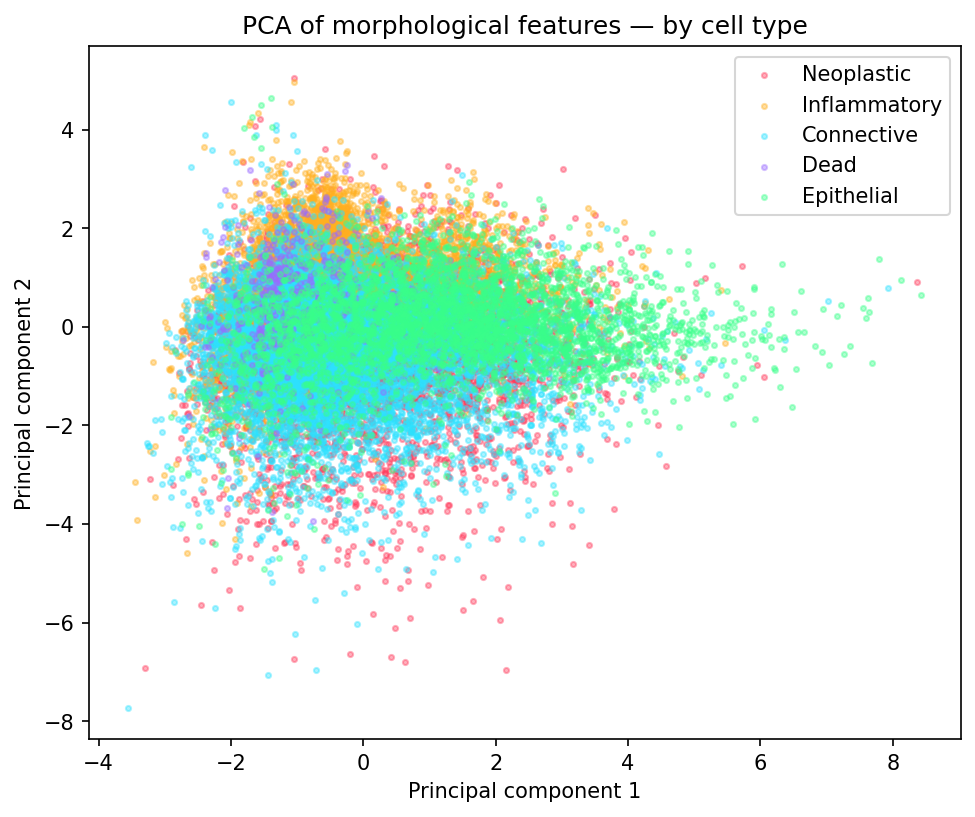 PCA of morphological features — by cell type
Neoplastic
Inflammatory
Connective
Dead
Epithelial
4
2
0
−2
−4
−6
−8
Principal component 2
−4
−2
0
2
4
6
8
Principal component 1